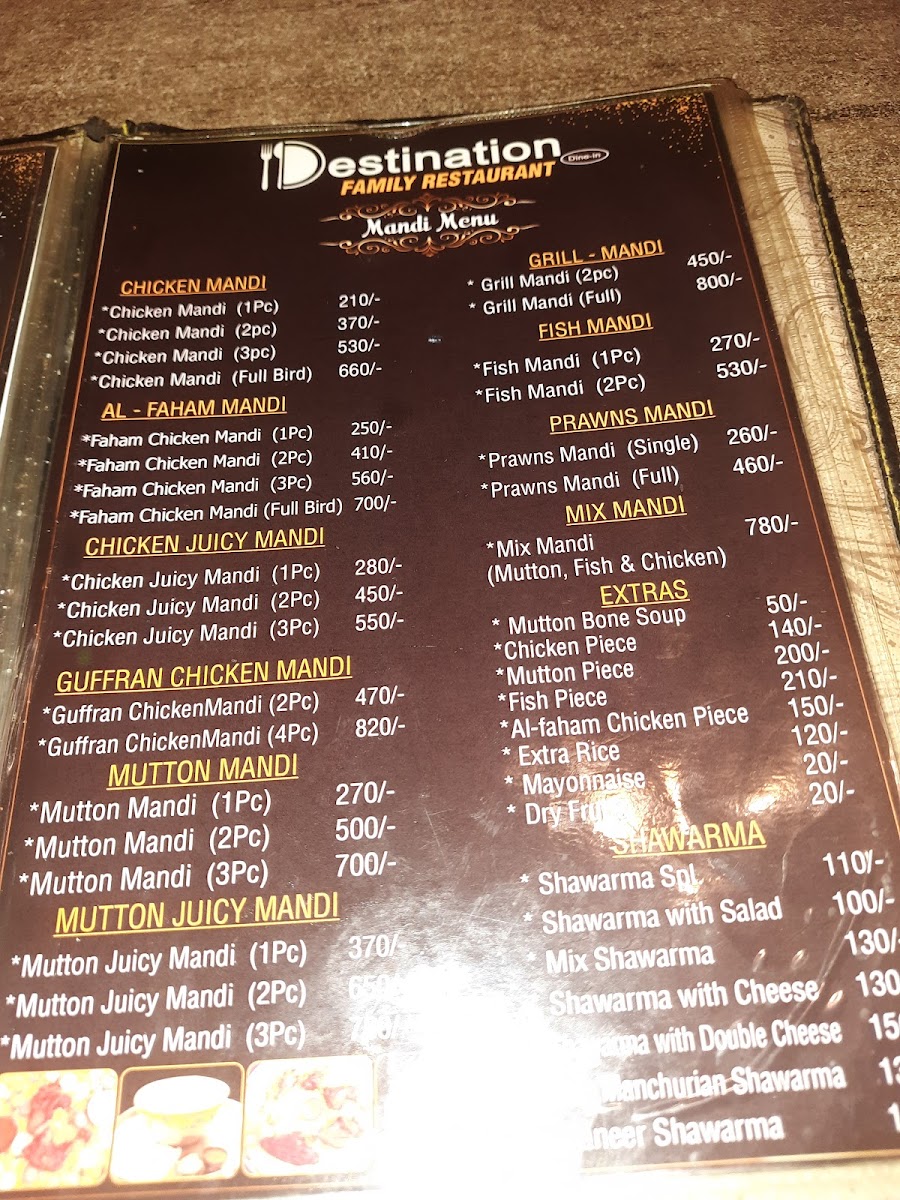 Destination
Dine-in
FAMILY RESTAURANT
Mandi Menu
CHICKEN MANDI
*Chicken Mandi (1Pc) 210/-
*Chicken Mandi (2pc) 370/-
*Chicken Mandi (3pc) 530/-
*Chicken Mandi (Full Bird) 660/-
AL - FAHAM MANDI
*Faham Chicken Mandi (1Pc) 250/-
*Faham Chicken Mandi (2Pc) 410/-
*Faham Chicken Mandi (3Pc) 560/-
*Faham Chicken Mandi (Full Bird) 700/-
CHICKEN JUICY MANDI
*Chicken Juicy Mandi (1Pc) 280/-
*Chicken Juicy Mandi (2Pc) 450/-
*Chicken Juicy Mandi (3Pc) 550/-
GUFFRAN CHICKEN MANDI
*Guffran ChickenMandi (2Pc) 470/-
*Guffran ChickenMandi (4Pc) 820/-
MUTTON MANDI
*Mutton Mandi (1Pc) 270/-
*Mutton Mandi (2Pc) 500/-
*Mutton Mandi (3Pc) 700/-
MUTTON JUICY MANDI
*Mutton Juicy Mandi (1Pc) 370/-
*Mutton Juicy Mandi (2Pc)
*Mutton Juicy Mandi (3Pc)
GRILL - MANDI
* Grill Mandi (2pc) 450/-
* Grill Mandi (Full) 800/-
FISH MANDI
*Fish Mandi (1Pc) 270/-
*Fish Mandi (2Pc) 530/-
PRAWNS MANDI
*Prawns Mandi (Single) 260/-
*Prawns Mandi (Full) 460/-
MIX MANDI
*Mix Mandi 780/-
(Mutton, Fish & Chicken)
EXTRAS
* Mutton Bone Soup 50/-
*Chicken Piece 140/-
*Mutton Piece 200/-
*Fish Piece 210/-
*Al-faham Chicken Piece 150/-
* Extra Rice 120/-
* Mayonnaise 20/-
* Dry 20/-
SHAWARMA
* Shawarma Spl 110/-
* Shawarma with Salad 100/-
* Mix Shawarma 130/-
Shawarma with Cheese 130
with Double Cheese
Manchurian Shawarma
Shawarma